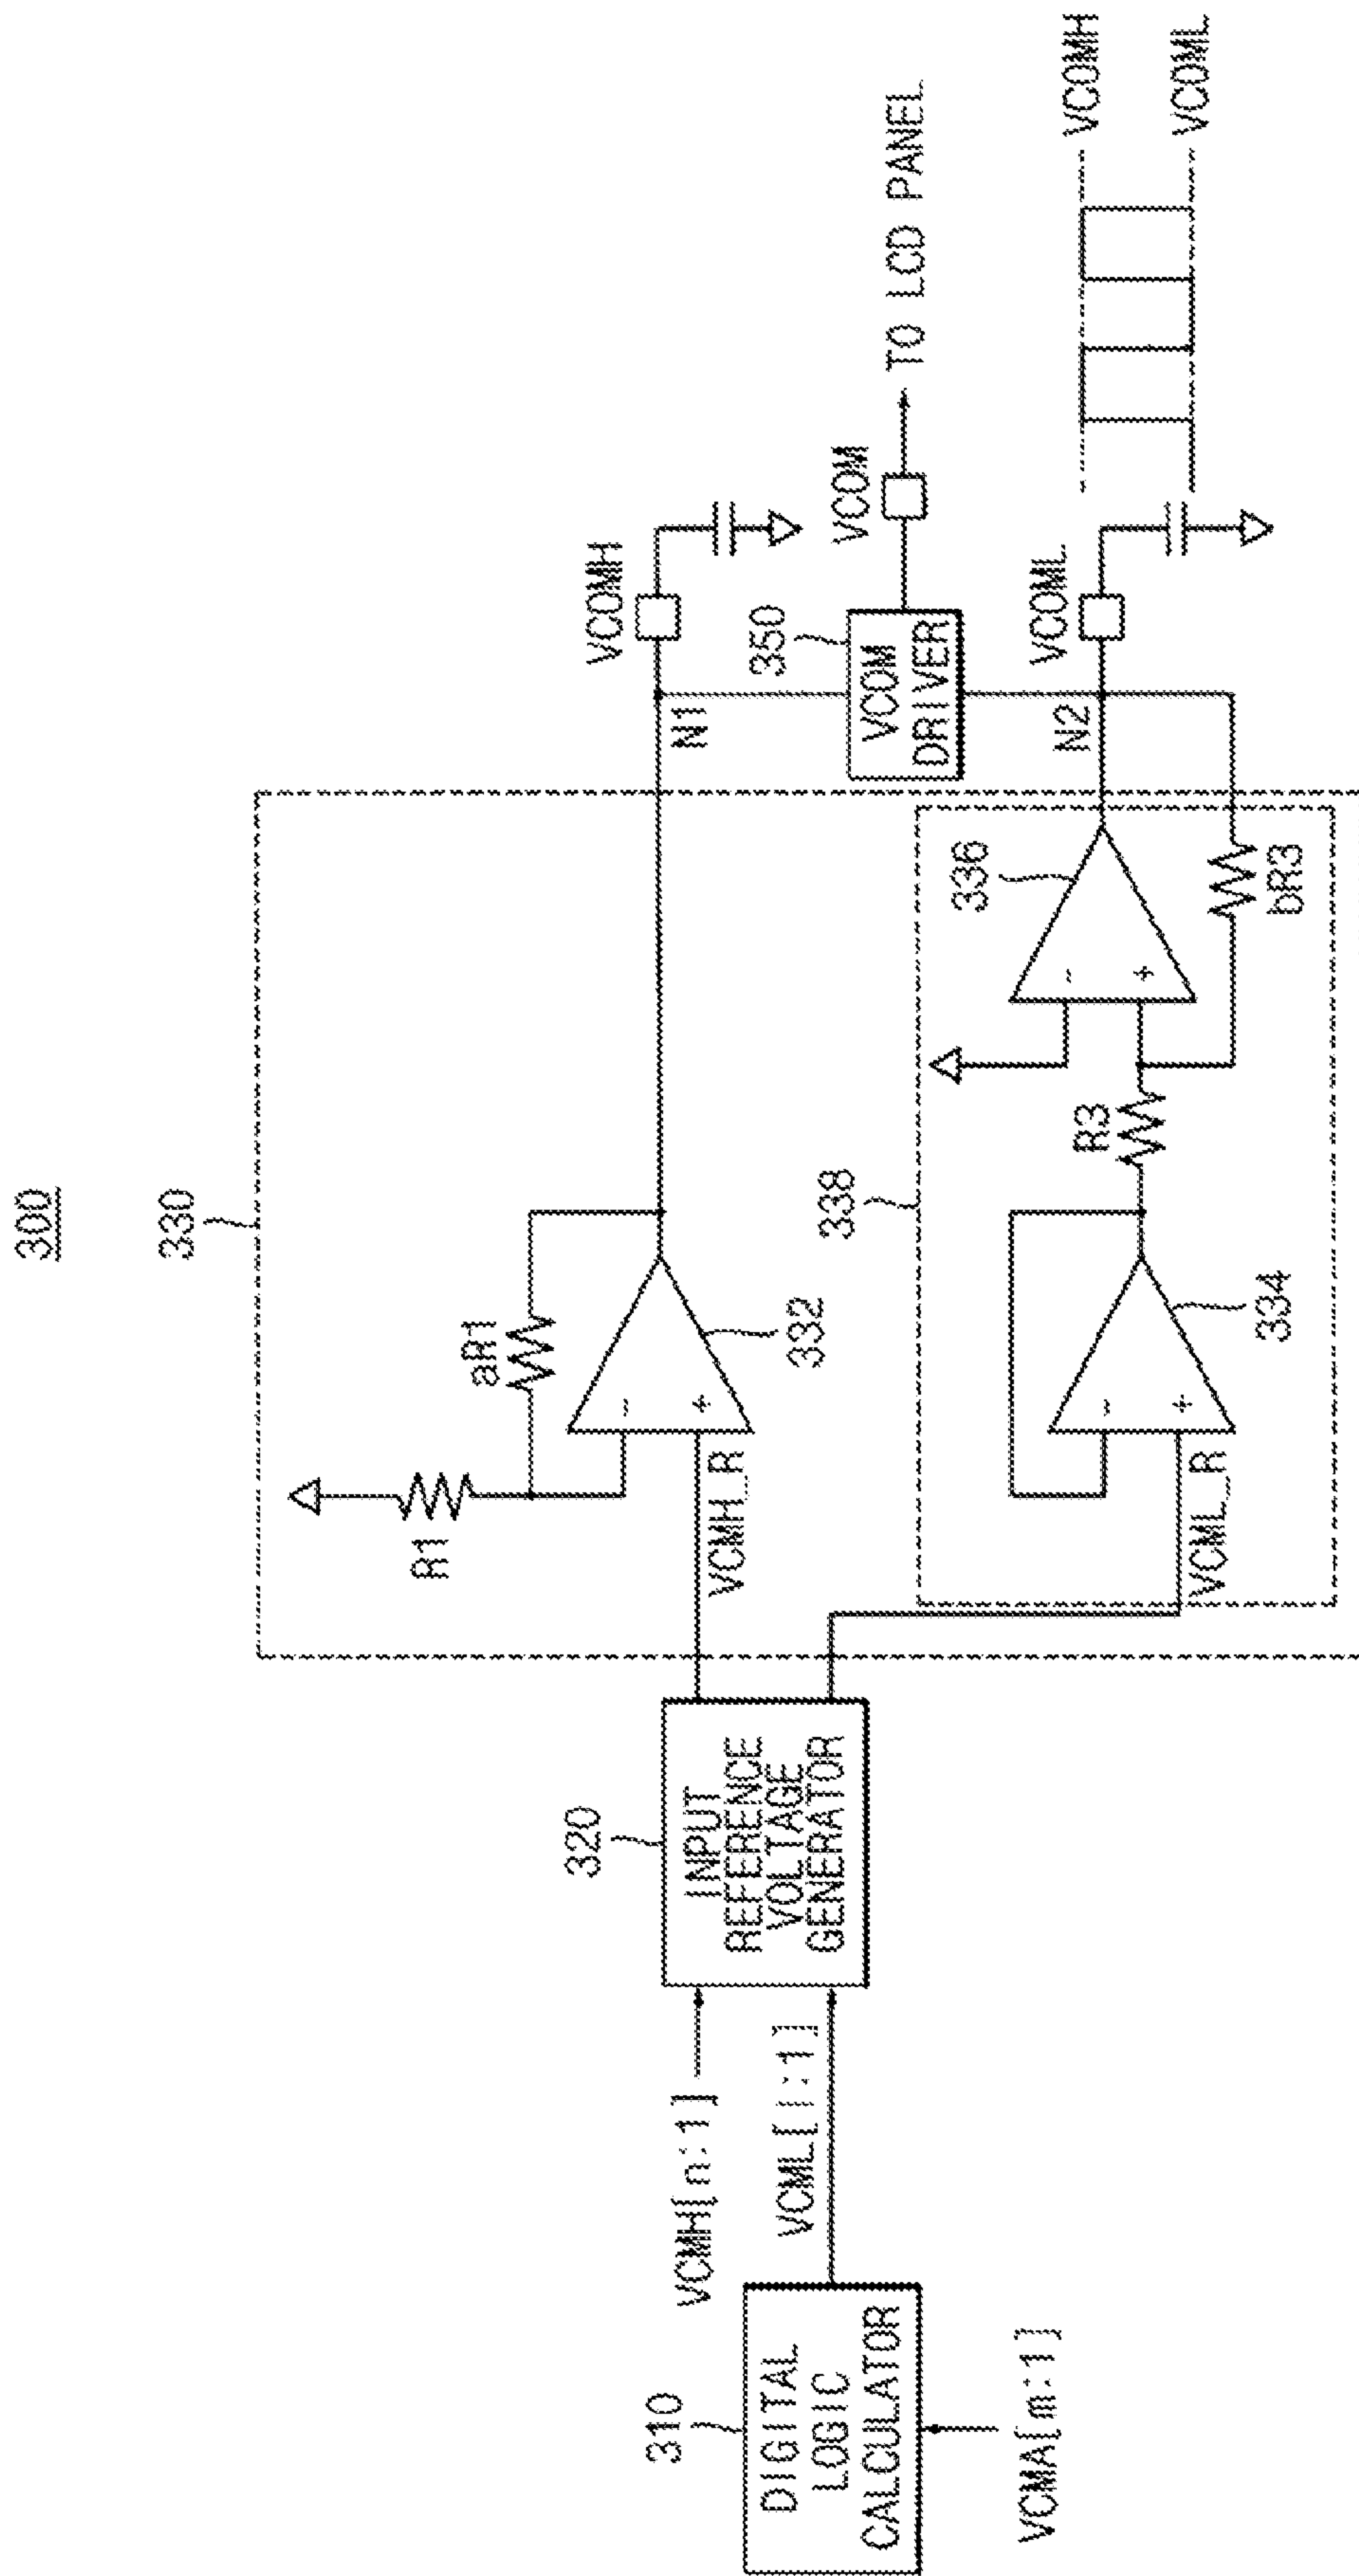 300
330
310
DIGITAL
LOGIC
CALCULATOR
VCMA[m:1]
VCMH[n:1]
VCML[i:1]
320
INPUT
REFERENCE
VOLTAGE
GENERATOR
R1
aR1
-
+
332
VCMH_R
VCML_R
338
-
+
334
R3
-
+
336
bR3
N1
VCOMH
350
VCOM
DRIVER
VCOM
TO LCD PANEL
N2
VCOML
VCOMH
VCOML